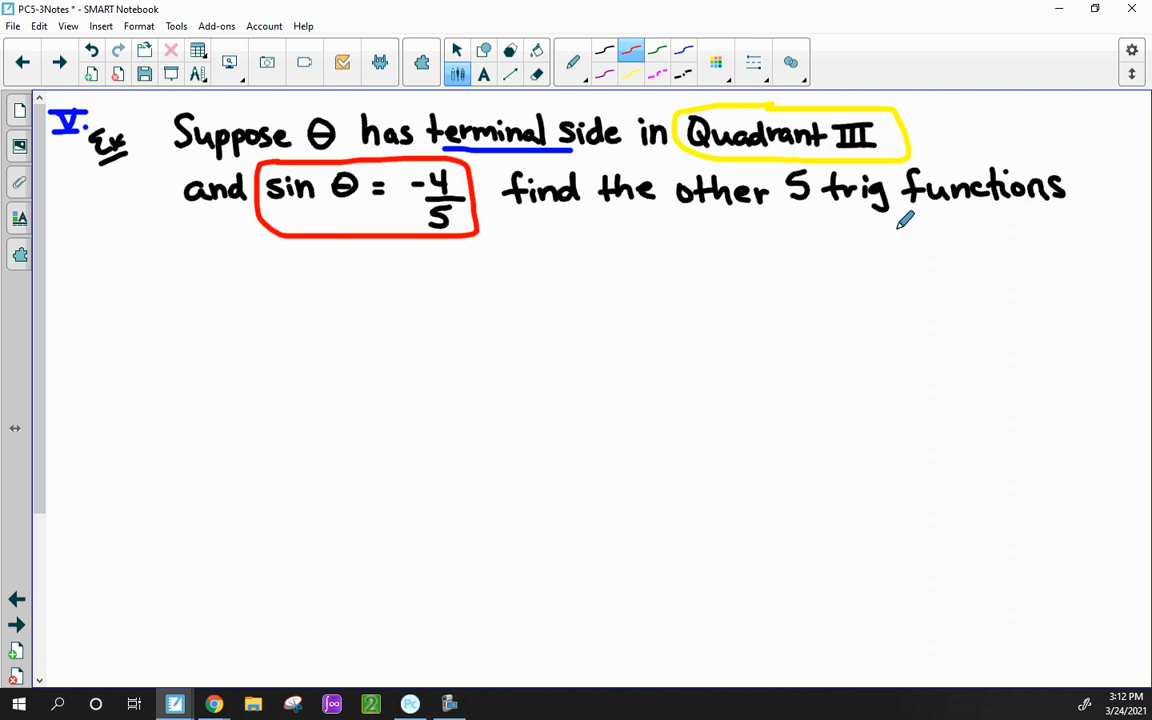 PC5-3Notes * - SMART Notebook
File Edit View Insert Format Tools Add-ons Account Help
V. Ex Suppose θ has terminal side in Quadrant III
and sin θ = -4/5 find the other 5 trig functions
3:12 PM
3/24/2021